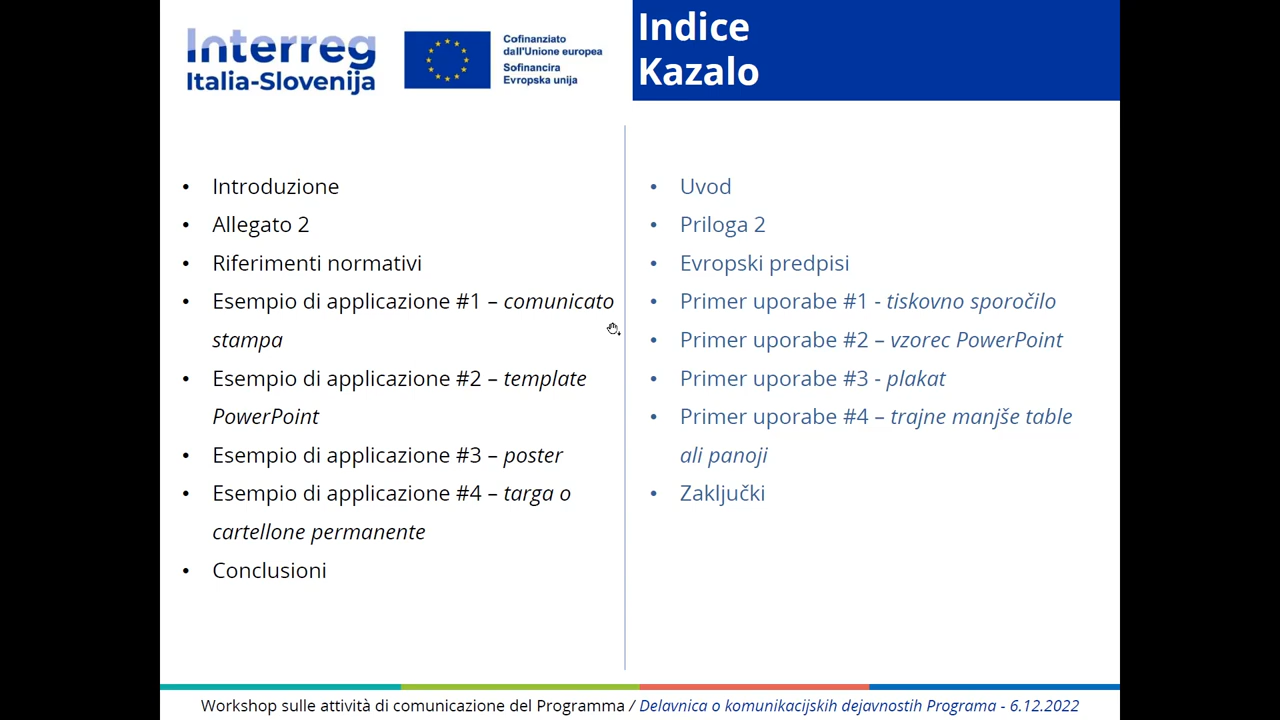 Interreg
Italia-Slovenija
Cofinanziato
dall'Unione europea
Sofinancira
Evropska unija
Indice
Kazalo
• Introduzione
• Allegato 2
• Riferimenti normativi
• Esempio di applicazione #1 – comunicato
stampa
• Esempio di applicazione #2 – template
PowerPoint
• Esempio di applicazione #3 – poster
• Esempio di applicazione #4 – targa o
cartellone permanente
• Conclusioni
• Uvod
• Priloga 2
• Evropski predpisi
• Primer uporabe #1 - tiskovno sporočilo
• Primer uporabe #2 – vzorec PowerPoint
• Primer uporabe #3 - plakat
• Primer uporabe #4 – trajne manjše table
ali panoji
• Zaključki
Workshop sulle attività di comunicazione del Programma / Delavnica o komunikacijskih dejavnostih Programa - 6.12.2022